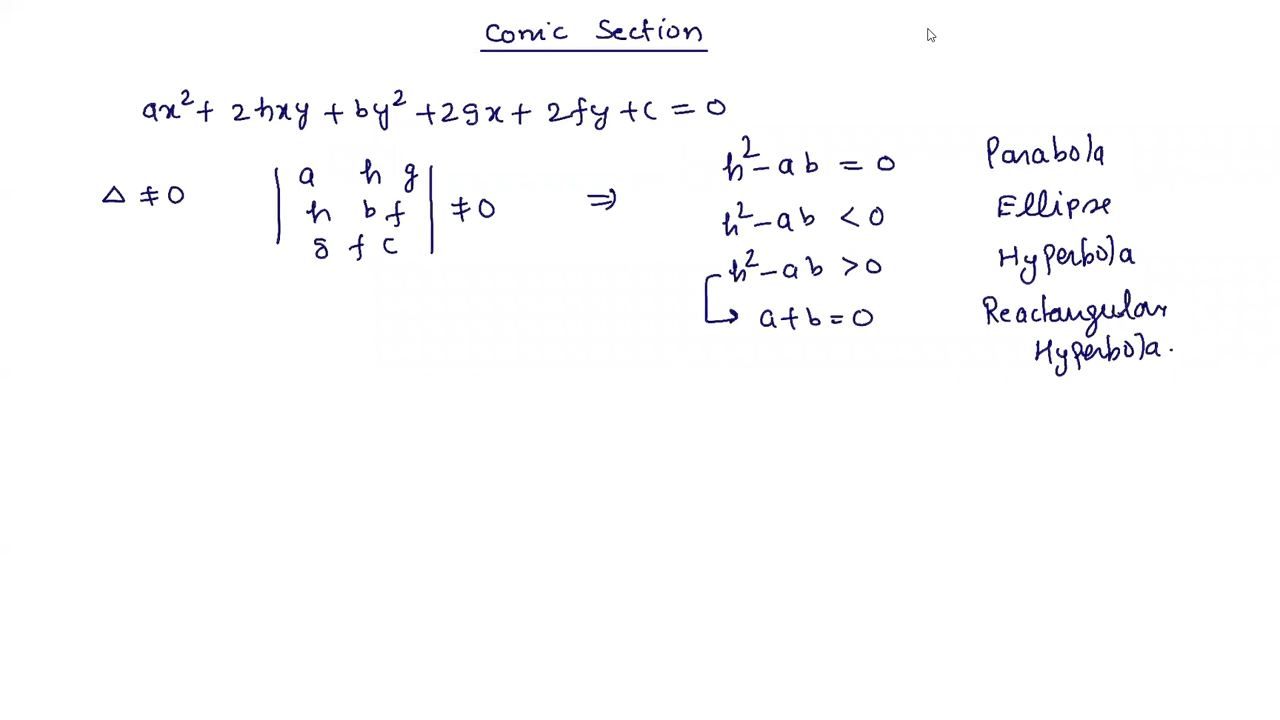 Conic Section
ax² + 2hxy + by² + 2gx + 2fy + c = 0
Δ ≠ 0 | a h g | ≠ 0 ⇒
| h b f |
| g f c |
h² - ab = 0 Parabola
h² - ab < 0 Ellipse
h² - ab > 0 Hyperbola
↳ a + b = 0 Reactangular
Hyperbola.